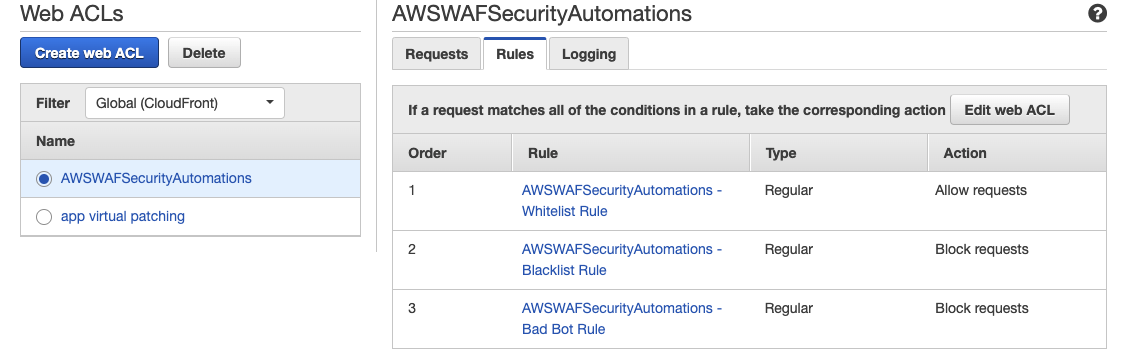 Web ACLs
Create web ACL Delete
Filter Global (CloudFront)
Name
AWSWAFSecurityAutomations
app virtual patching
AWSWAFSecurityAutomations ?
Requests Rules Logging
If a request matches all of the conditions in a rule, take the corresponding action Edit web ACL
Order Rule Type Action
1 AWSWAFSecurityAutomations - Regular Allow requests
Whitelist Rule
2 AWSWAFSecurityAutomations - Regular Block requests
Blacklist Rule
3 AWSWAFSecurityAutomations - Regular Block requests
Bad Bot Rule